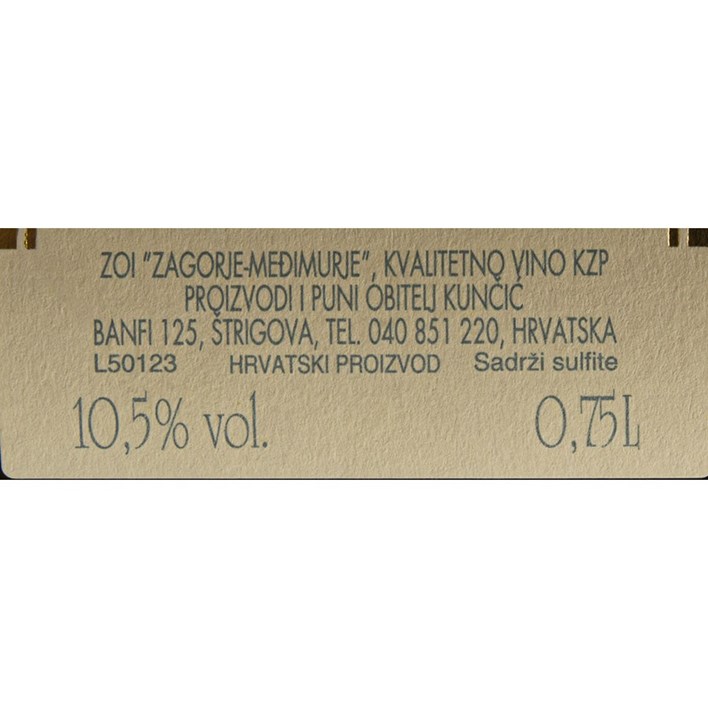 ZOI "ZAGORJE-MEĐIMURJE", KVALITETNO VINO KZP
PROIZVODI I PUNI OBITELJ KUNČIĆ
BANFI 125, ŠTRIGOVA, TEL. 040 851 220, HRVATSKA
L50123 HRVATSKI PROIZVOD Sadrži sulfite
10,5% vol. 0,75L